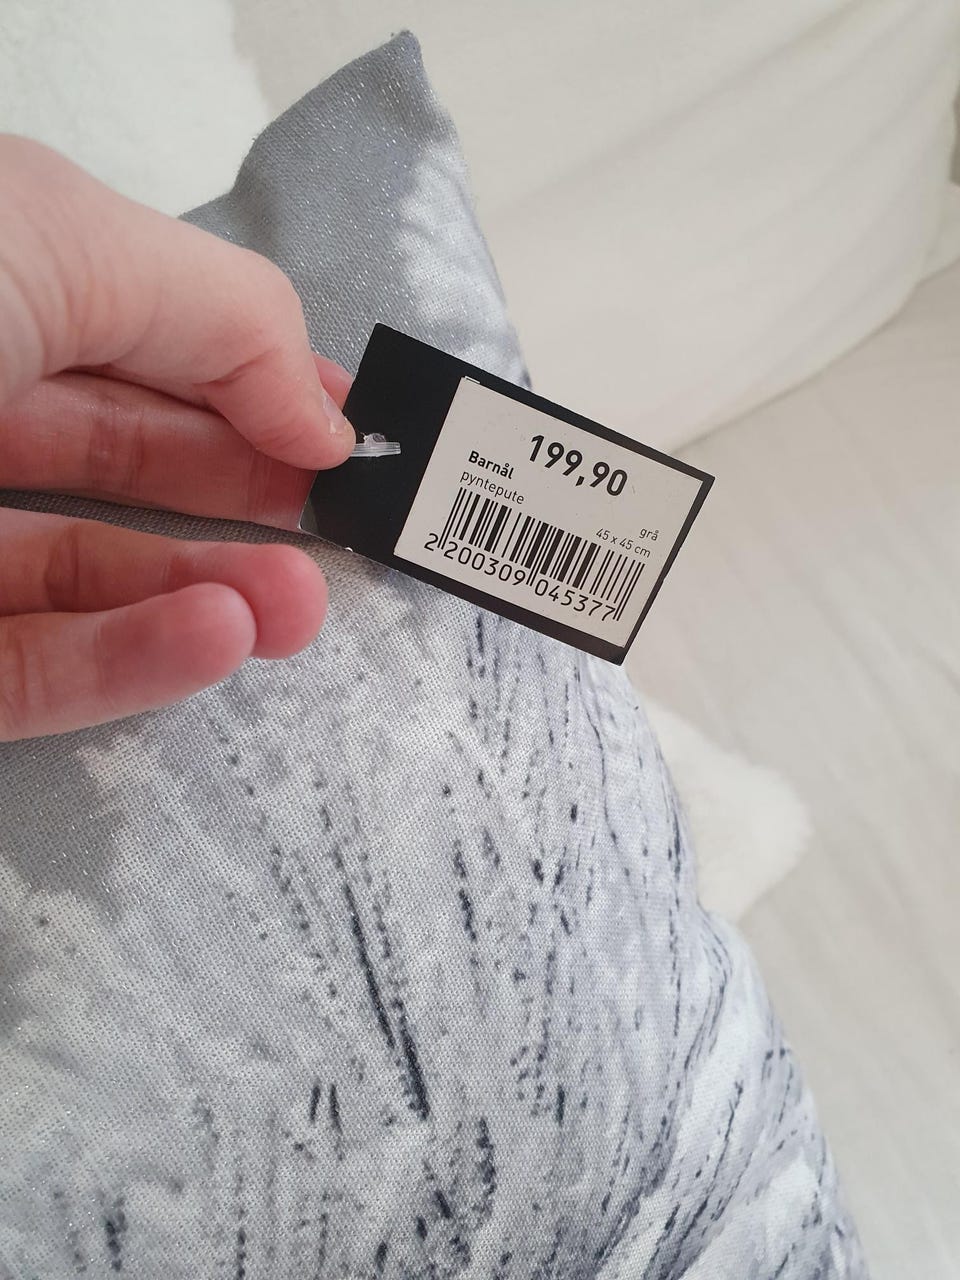 199,90
Barnål
pyntepute
grå
45 x 45 cm
2 200309 045377